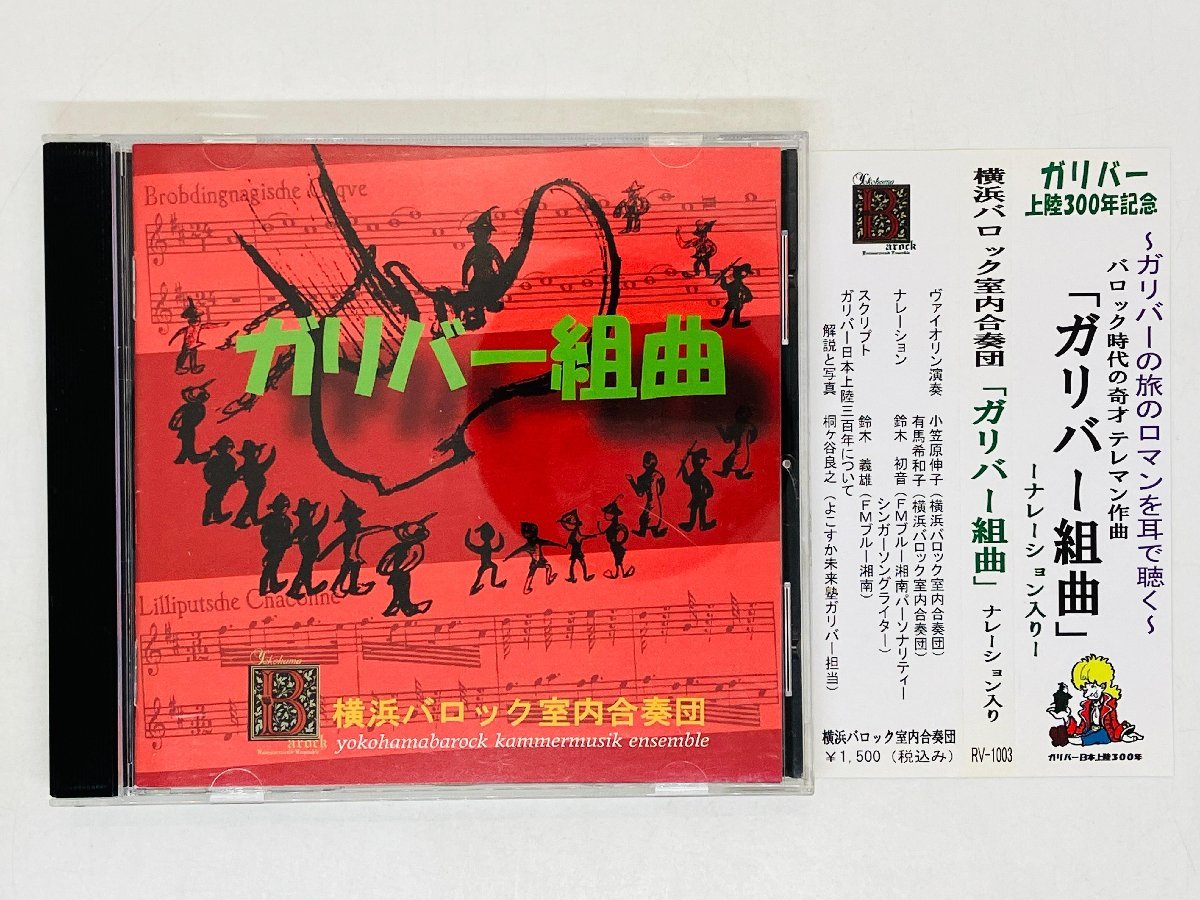 Brobdingnagische Gigve
ガリバー組曲
Lilliputsche Chaconne
Yokohama
B
arock
横浜バロック室内合奏団
yokohamabarock kammermusik ensemble
ガリバー
上陸300年記念
～ガリバーの旅のロマンを耳で聴く～
バロック時代の奇才 テレマン作曲
「ガリバー組曲」
ーナレーション入りー
ガリバー日本上陸300年
横浜バロック室内合奏団「ガリバー組曲」ナレーション入り
RV-1003
Yokohama
B
arock
ヴァイオリン演奏 小笠原伸子（横浜バロック室内合奏団）
有馬希和子（横浜バロック室内合奏団）
ナレーション 鈴木 初音（FMブルー湘南パーソナリティー
シンガーソングライター）
スクリプト 鈴木 義雄（FMブルー湘南）
ガリバー日本上陸三百年について
解説と写真 桐ケ谷良之（よこすか未来塾ガリバー担当）
横浜バロック室内合奏団
￥1,500（税込み）